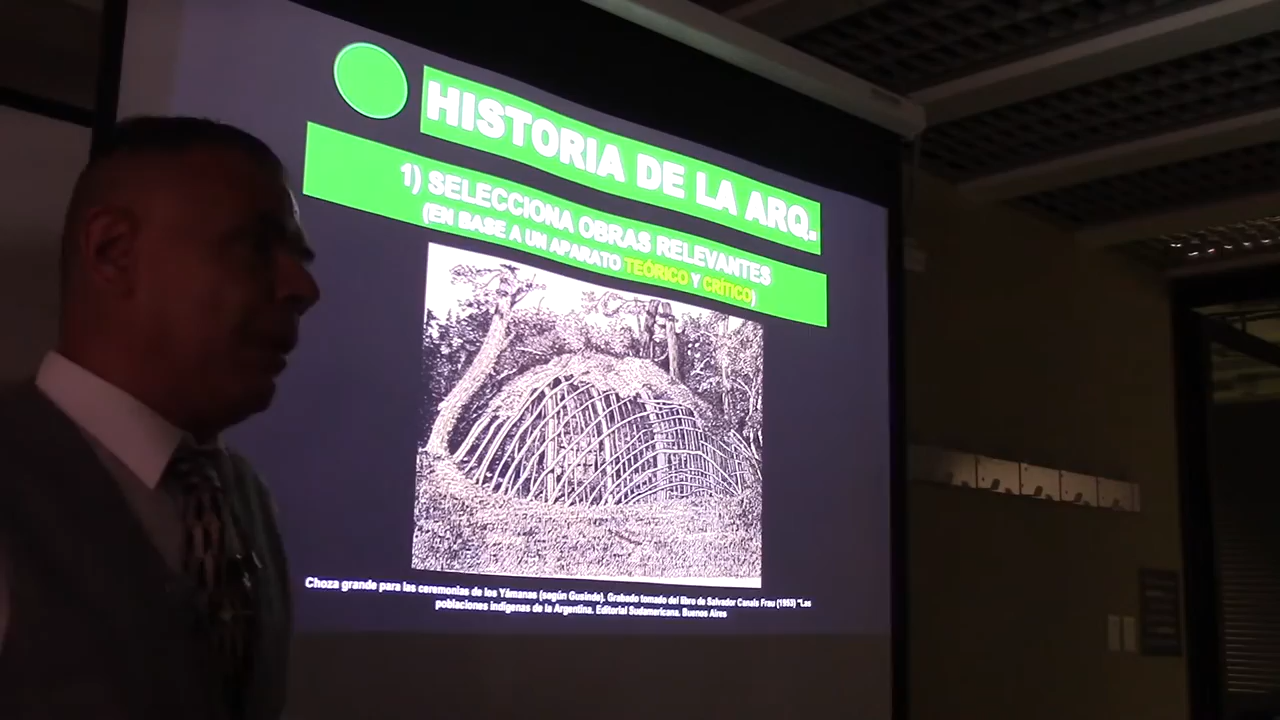 HISTORIA DE LA ARQ.
1) SELECCIONA OBRAS RELEVANTES
(EN BASE A UN APARATO TEÓRICO Y CRÍTICO)
Choza grande para las ceremonias de los Yámanas (según Gusinde). Grabado tomado del libro de Salvador Canals Frau (1953) "Las
poblaciones indígenas de la Argentina. Editorial Sudamericana. Buenos Aires